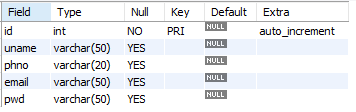 Field Type Null Key Default Extra
id int NO PRI NULL auto_increment
uname varchar(50) YES NULL
phno varchar(20) YES NULL
email varchar(50) YES NULL
pwd varchar(50) YES NULL